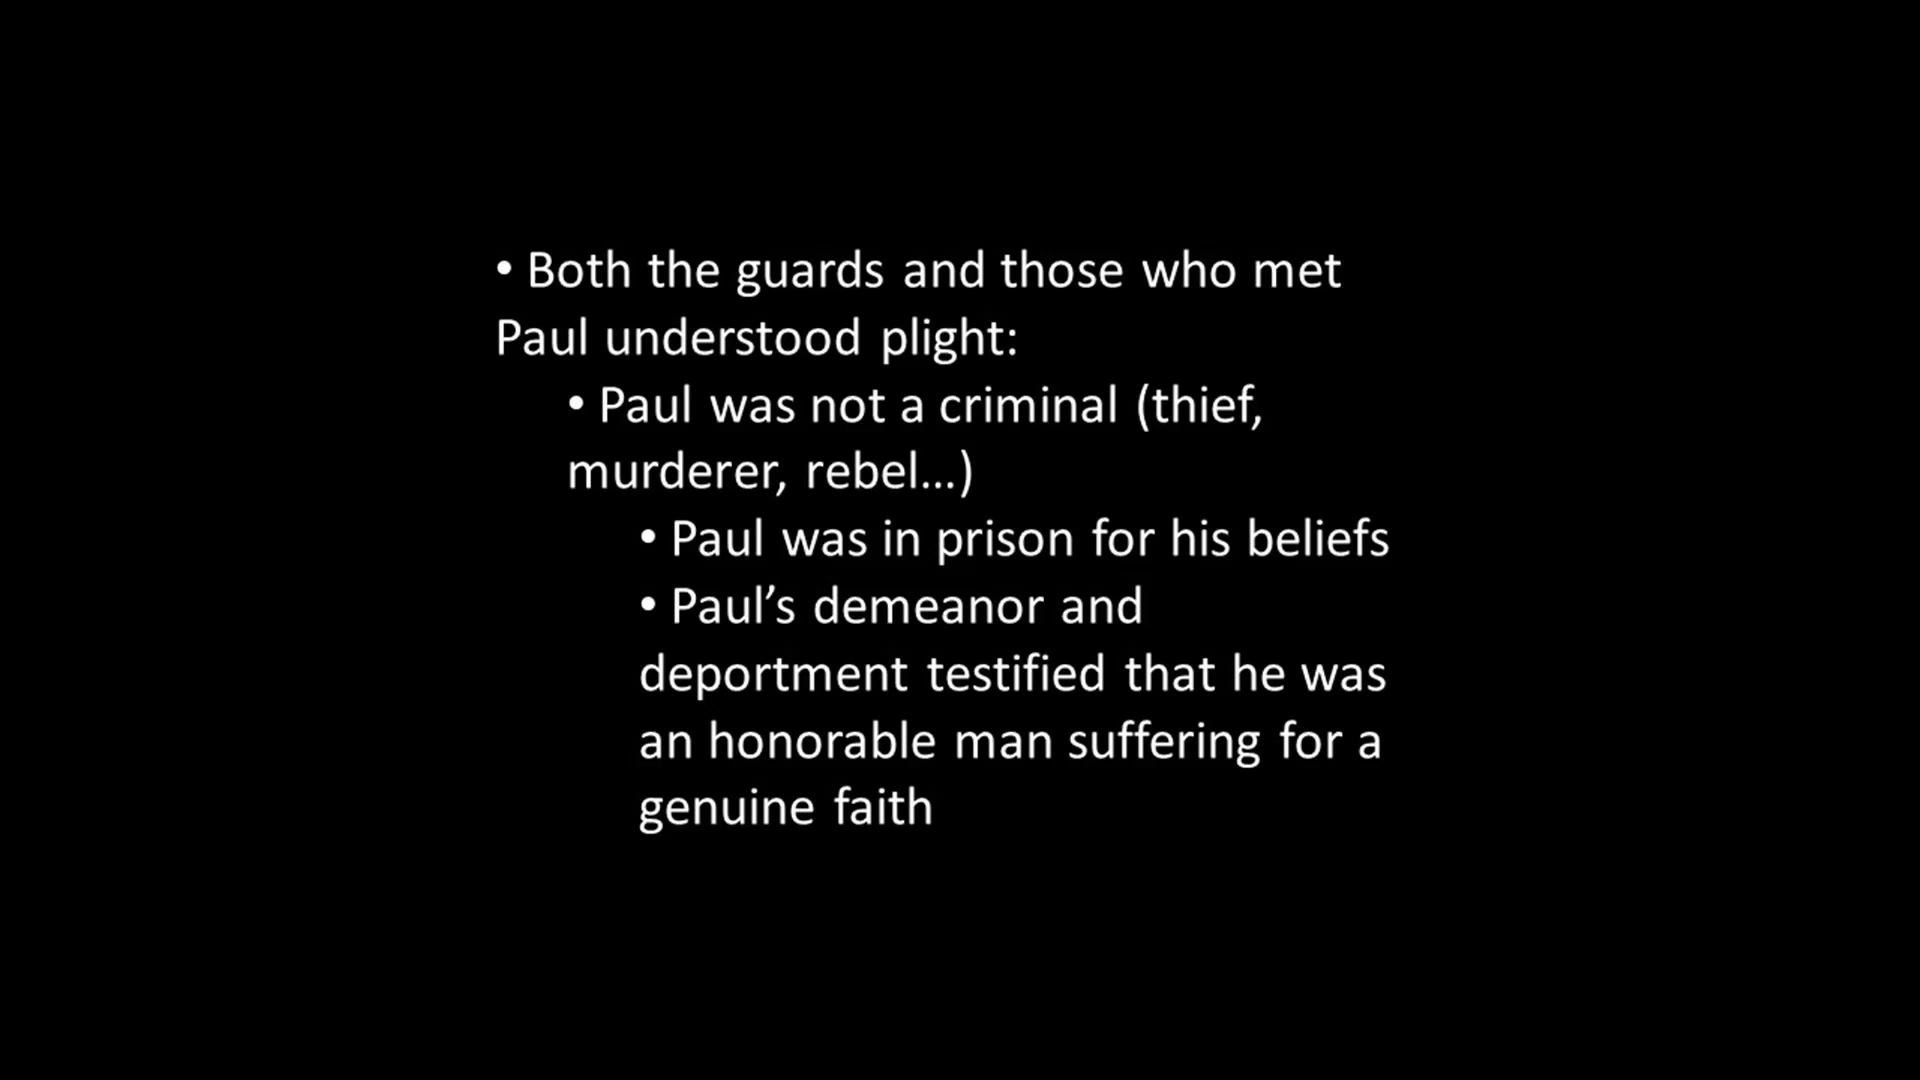 • Both the guards and those who met
Paul understood plight:
• Paul was not a criminal (thief,
murderer, rebel…)
• Paul was in prison for his beliefs
• Paul’s demeanor and
deportment testified that he was
an honorable man suffering for a
genuine faith